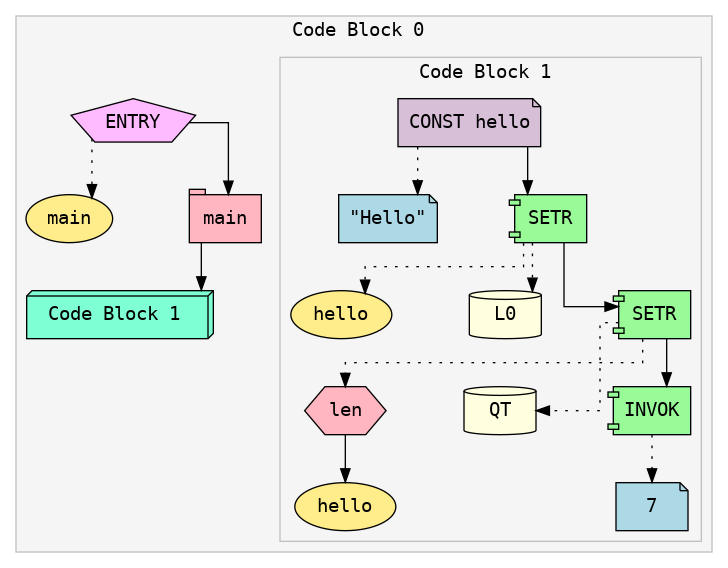 Code Block 0
Code Block 1
ENTRY
CONST hello
main
main
"Hello"
SETR
Code Block 1
hello
L0
SETR
len
QT
INVOK
hello
7